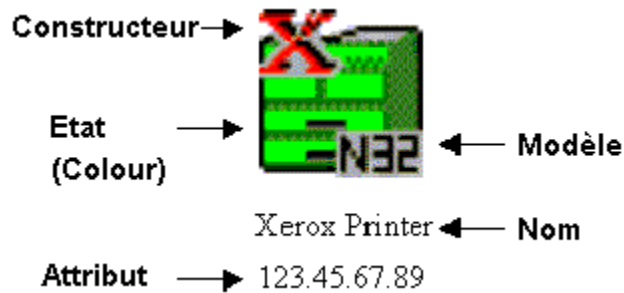 Constructeur
X
Etat
(Colour)
N32
Modèle
Xerox Printer
Nom
Attribut
123.45.67.89